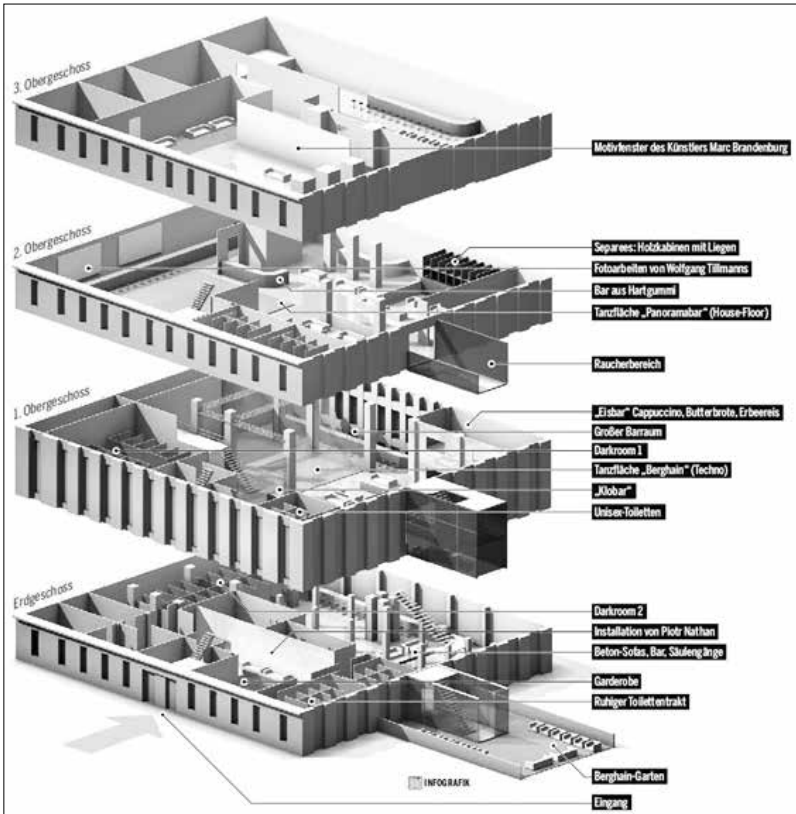 3. Obergeschoss
Motivfenster des Künstlers Marc Brandenburg
2. Obergeschoss
Separees: Holzkabinen mit Liegen
Fotoarbeiten von Wolfgang Tillmanns
Bar aus Hartgummi
Tanzfläche „Panoramabar“ (House-Floor)
Raucherbereich
1. Obergeschoss
„Eisbar“ Cappuccino, Butterbrote, Erbeereis
Großer Barraum
Darkroom 1
Tanzfläche „Berghain“ (Techno)
„Klobar“
Unisex-Toiletten
Erdgeschoss
Darkroom 2
Installation von Piotr Nathan
Beton-Sofas, Bar, Säulengänge
Garderobe
Ruhiger Toilettentrakt
Berghain-Garten
INFOGRAFIK
Eingang